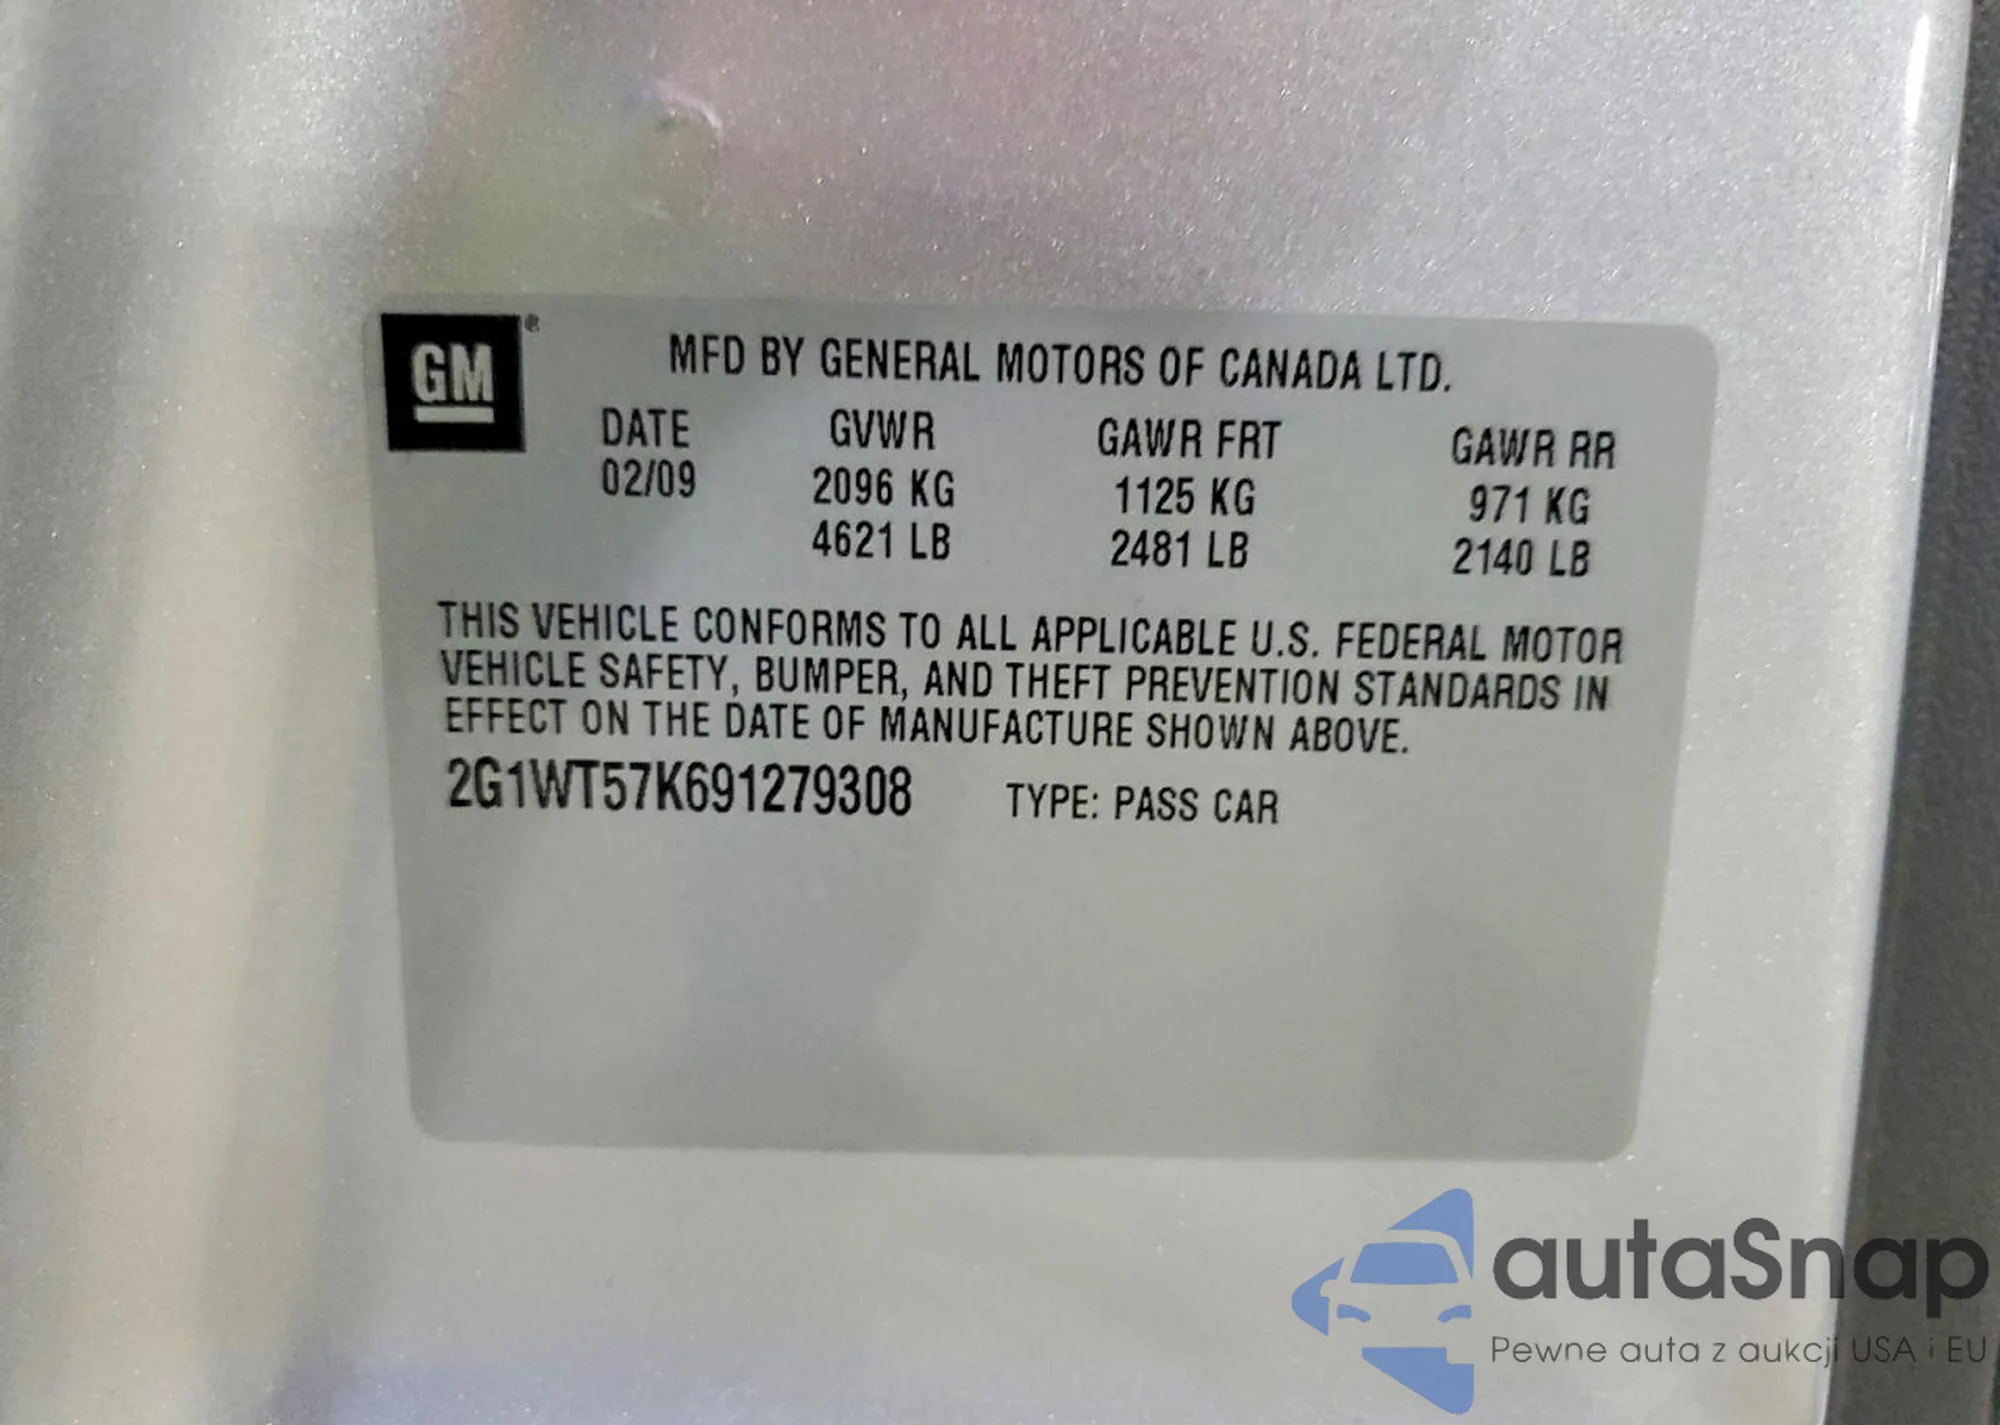 GM ®
MFD BY GENERAL MOTORS OF CANADA LTD.
DATE GVWR GAWR FRT GAWR RR
02/09 2096 KG 1125 KG 971 KG
4621 LB 2481 LB 2140 LB
THIS VEHICLE CONFORMS TO ALL APPLICABLE U.S. FEDERAL MOTOR
VEHICLE SAFETY, BUMPER, AND THEFT PREVENTION STANDARDS IN
EFFECT ON THE DATE OF MANUFACTURE SHOWN ABOVE.
2G1WT57K691279308 TYPE: PASS CAR
autaSnap
Pewne auta z aukcji USA i EU